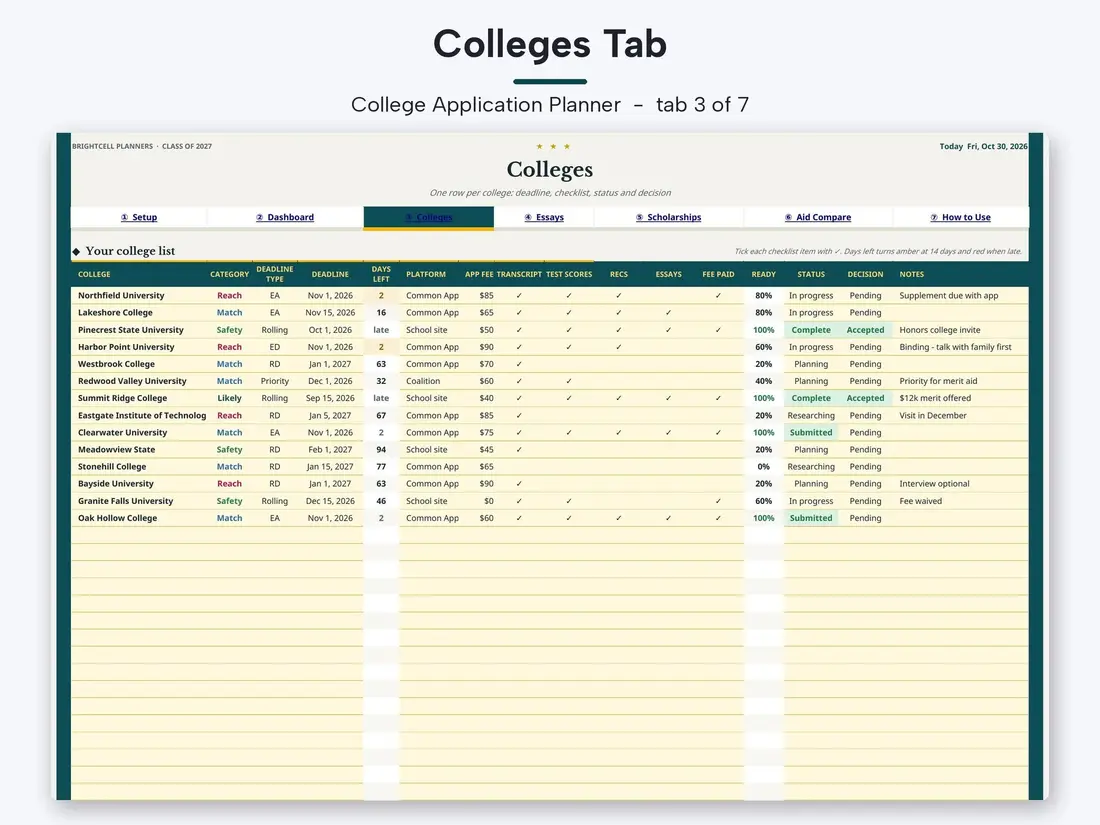 Colleges Tab
College Application Planner - tab 3 of 7
BRIGHTCELL PLANNERS · CLASS OF 2027
★ ★ ★
Today Fri, Oct 30, 2026
Colleges
One row per college: deadline, checklist, status and decision
① Setup ② Dashboard ③ Colleges ④ Essays ⑤ Scholarships ⑥ Aid Compare ⑦ How to Use
◆ Your college list
Tick each checklist item with ✓. Days left turns amber at 14 days and red when late.
COLLEGE CATEGORY DEADLINE TYPE DEADLINE DAYS LEFT PLATFORM APP FEE TRANSCRIPT TEST SCORES RECS ESSAYS FEE PAID READY STATUS DECISION NOTES
Northfield University Reach EA Nov 1, 2026 2 Common App $85 ✓ ✓ ✓ ✓ 80% In progress Pending Supplement due with app
Lakeshore College Match EA Nov 15, 2026 16 Common App $65 ✓ ✓ ✓ ✓ 80% In progress Pending
Pinecrest State University Safety Rolling Oct 1, 2026 late School site $50 ✓ ✓ ✓ ✓ ✓ 100% Complete Accepted Honors college invite
Harbor Point University Reach ED Nov 1, 2026 2 Common App $90 ✓ ✓ ✓ 60% In progress Pending Binding - talk with family first
Westbrook College Match RD Jan 1, 2027 63 Common App $70 ✓ 20% Planning Pending
Redwood Valley University Match Priority Dec 1, 2026 32 Coalition $60 ✓ ✓ 40% Planning Pending Priority for merit aid
Summit Ridge College Likely Rolling Sep 15, 2026 late School site $40 ✓ ✓ ✓ ✓ ✓ 100% Complete Accepted $12k merit offered
Eastgate Institute of Technolog Reach RD Jan 5, 2027 67 Common App $85 ✓ 20% Researching Pending Visit in December
Clearwater University Match EA Nov 1, 2026 2 Common App $75 ✓ ✓ ✓ ✓ ✓ 100% Submitted Pending
Meadowview State Safety RD Feb 1, 2027 94 School site $45 ✓ 20% Planning Pending
Stonehill College Match RD Jan 15, 2027 77 Common App $65 0% Researching Pending
Bayside University Reach RD Jan 1, 2027 63 Common App $90 ✓ 20% Planning Pending Interview optional
Granite Falls University Safety Rolling Dec 15, 2026 46 School site $0 ✓ ✓ ✓ 60% In progress Pending Fee waived
Oak Hollow College Match EA Nov 1, 2026 2 Common App $60 ✓ ✓ ✓ ✓ ✓ 100% Submitted Pending